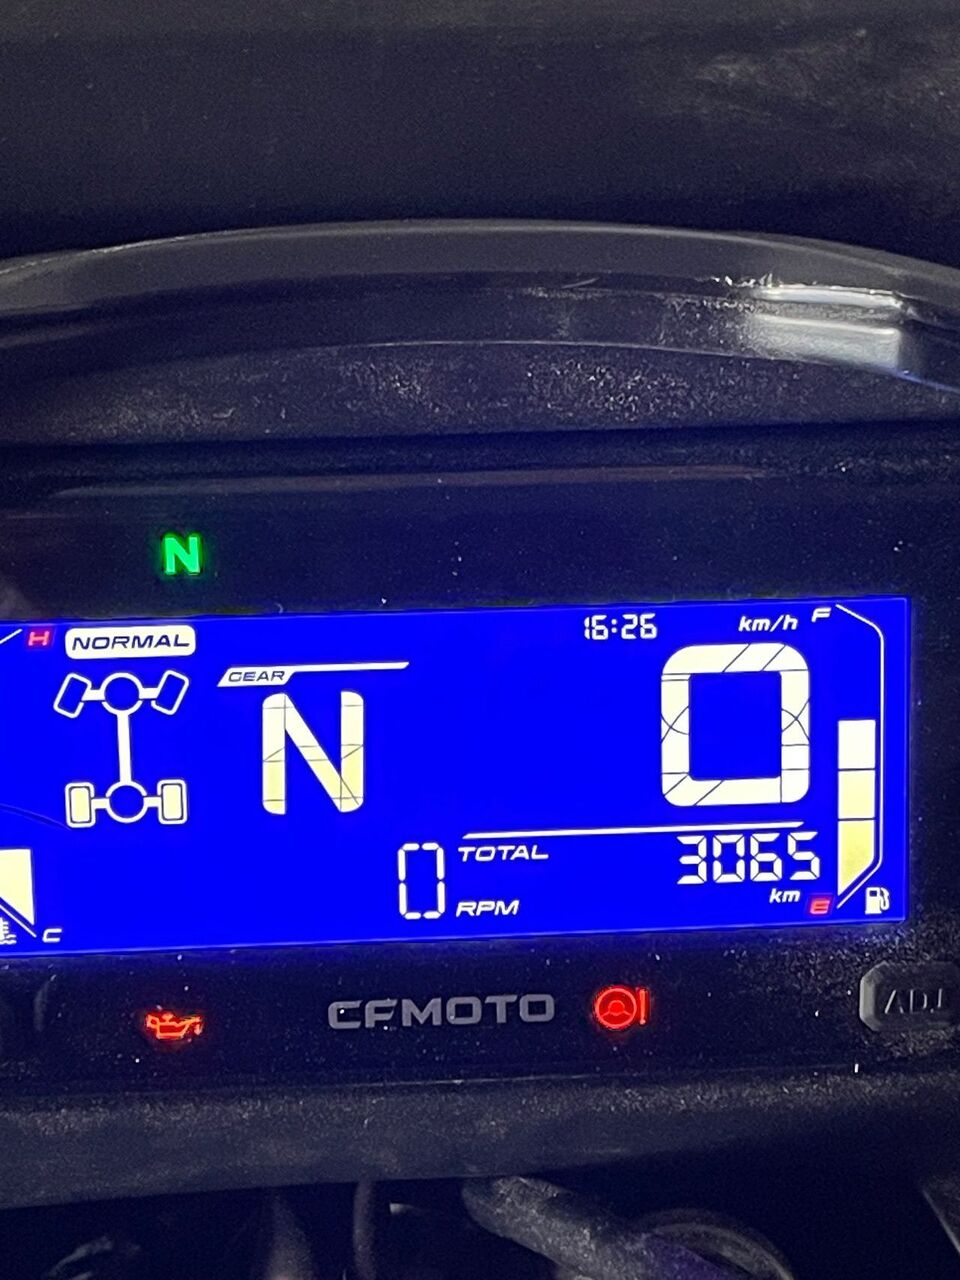 N
H NORMAL
16:26 km/h F
GEAR
N
0
TOTAL 3065 km
0 RPM
E
C
CFMOTO
ADJ